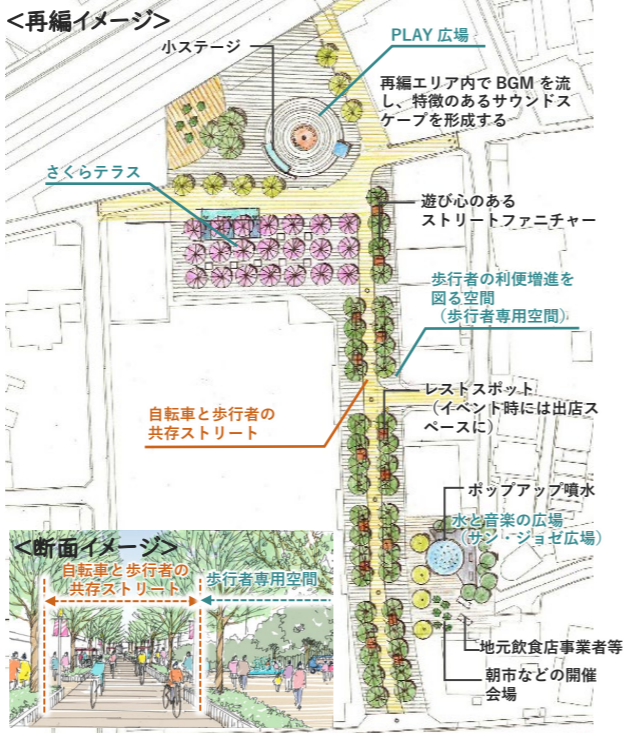 <再編イメージ>
小ステージ
PLAY 広場
再編エリア内で BGM を流
し、特徴のあるサウンドス
ケープを形成する
さくらテラス
遊び心のある
ストリートファニチャー
歩行者の利便増進を
図る空間
（歩行者専用空間）
自転車と歩行者の
共存ストリート
レストスポット
（イベント時には出店ス
ペースに）
ポップアップ噴水
水と音楽の広場
（サン・ジョゼ広場）
<断面イメージ>
自転車と歩行者の
共存ストリート
歩行者専用空間
地元飲食店事業者等
朝市などの開催
会場